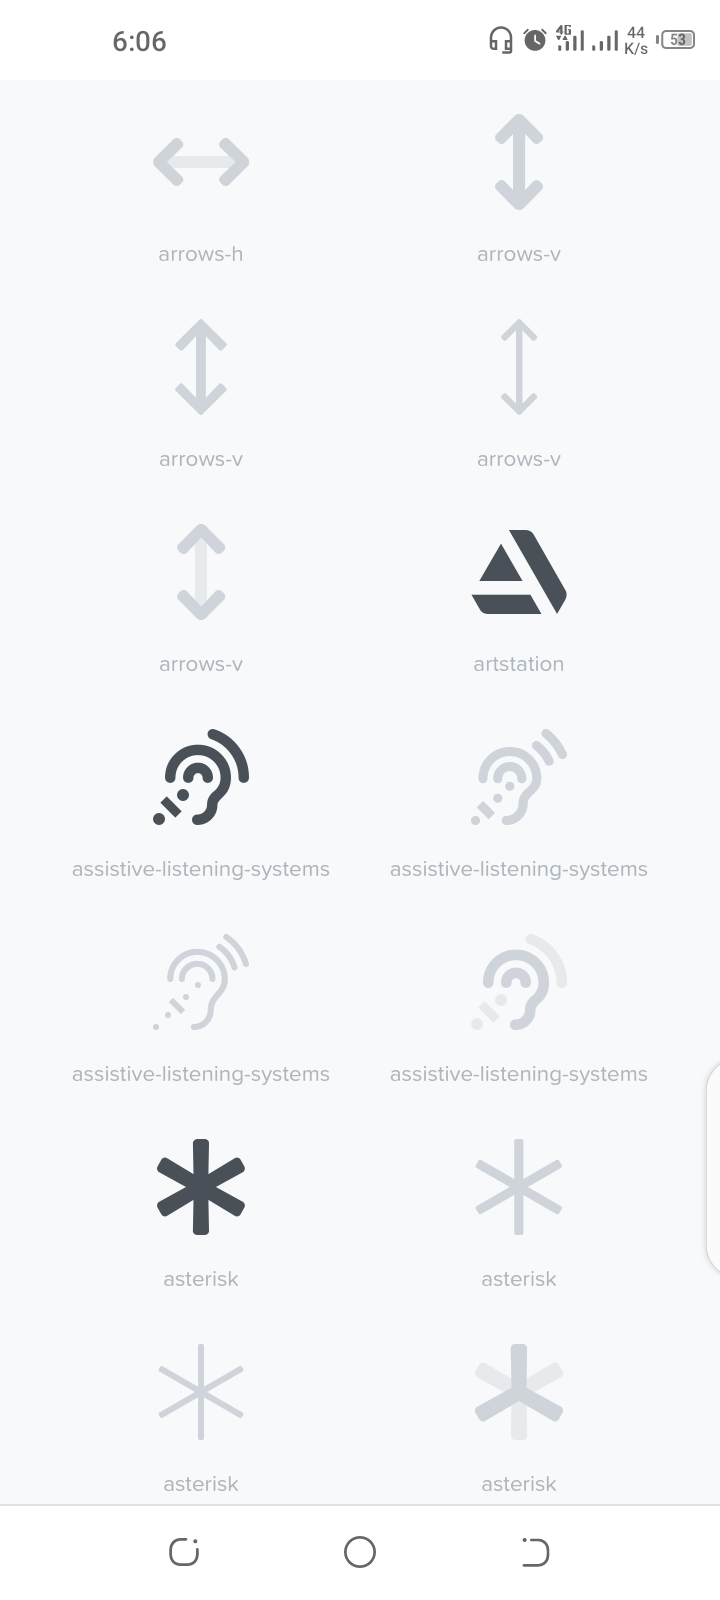 6:06
4G
44
K/s
53
arrows-h
arrows-v
arrows-v
arrows-v
arrows-v
artstation
assistive-listening-systems
assistive-listening-systems
assistive-listening-systems
assistive-listening-systems
asterisk
asterisk
asterisk
asterisk